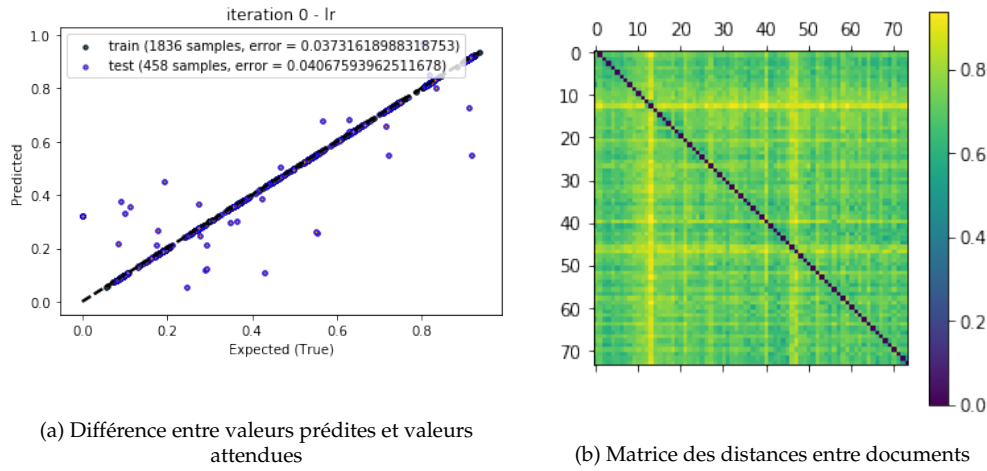 iteration 0 - lr
train (1836 samples, error = 0.03731618988318753)
test (458 samples, error = 0.04067593962511678)
1.0
0.8
0.6
0.4
0.2
0.0
Predicted
0.0 0.2 0.4 0.6 0.8
Expected (True)
(a) Différence entre valeurs prédites et valeurs
attendues
0 10 20 30 40 50 60 70
0
10
20
30
40
50
60
70
0.8
0.6
0.4
0.2
0.0
(b) Matrice des distances entre documents